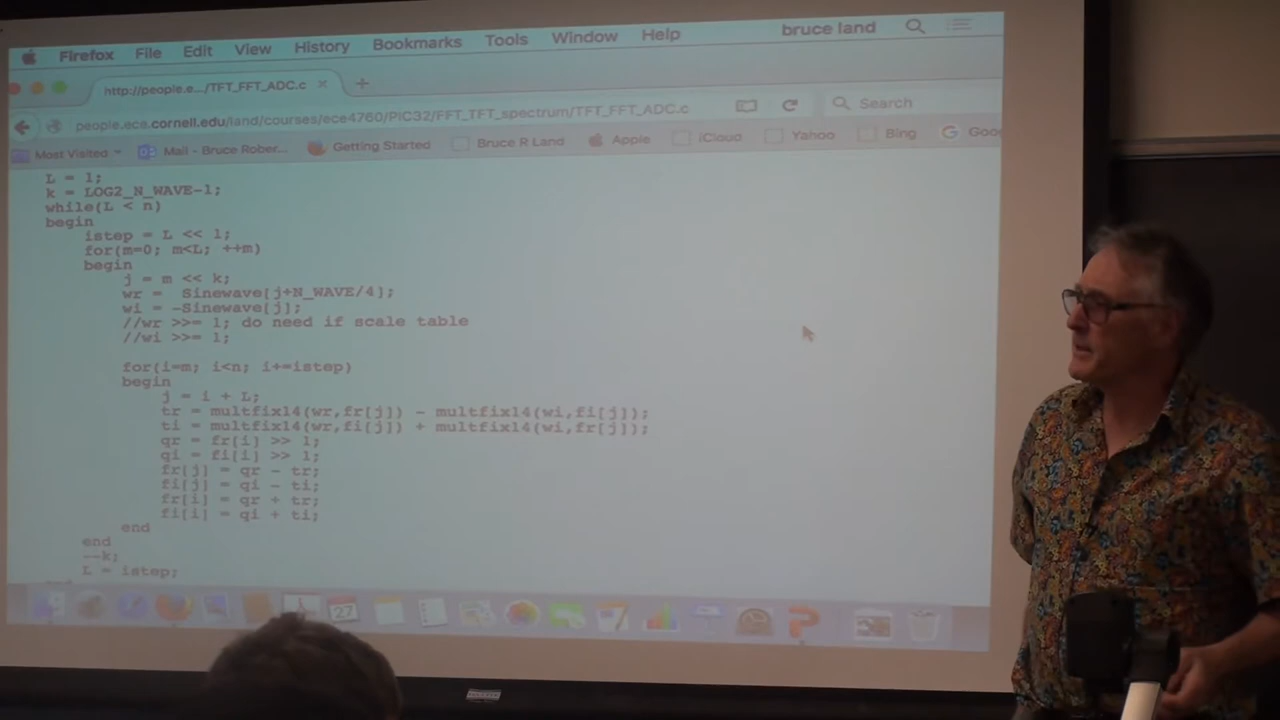 Firefox File Edit View History Bookmarks Tools Window Help bruce land
http://people.e.../TFT_FFT_ADC.c
people.ece.cornell.edu/land/courses/ece4760/PIC32/FFT_TFT_spectrum/TFT_FFT_ADC.c Search
Most Visited Mail - Bruce Rober... Getting Started Bruce R Land Apple iCloud Yahoo Bing Goo
L = 1;
k = LOG2_N_WAVE-1;
while(L < n)
begin
istep = L << 1;
for(m=0; m<L; ++m)
begin
j = m << k;
wr = Sinewave[j+N_WAVE/4];
wi = -Sinewave[j];
//wr >>= 1; do need if scale table
//wi >>= 1;
for(i=m; i<n; i+=istep)
begin
j = i + L;
tr = multfix14(wr,fr[j]) - multfix14(wi,fi[j]);
ti = multfix14(wr,fi[j]) + multfix14(wi,fr[j]);
qr = fr[i] >> 1;
qi = fi[i] >> 1;
fr[j] = qr - tr;
fi[j] = qi - ti;
fr[i] = qr + tr;
fi[i] = qi + ti;
end
end
--k;
L = istep;
27